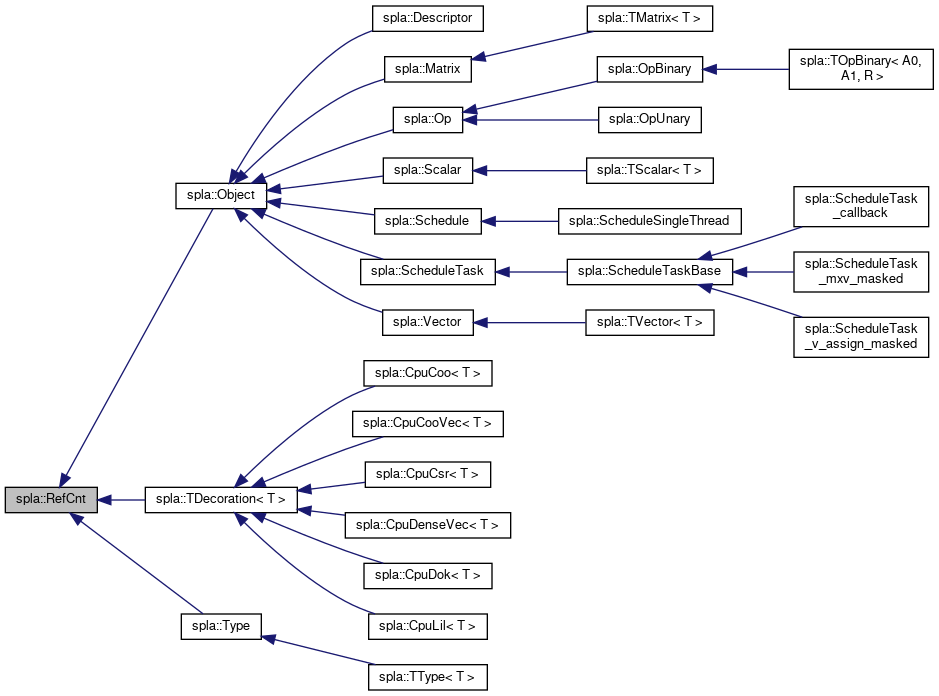 spla::Descriptor
spla::TMatrix< T >
spla::Matrix
spla::OpBinary
spla::TOpBinary< A0,
A1, R >
spla::Op
spla::OpUnary
spla::Scalar
spla::TScalar< T >
spla::Object
spla::Schedule
spla::ScheduleSingleThread
spla::ScheduleTask
_callback
spla::ScheduleTask
spla::ScheduleTaskBase
spla::ScheduleTask
_mxv_masked
spla::Vector
spla::TVector< T >
spla::ScheduleTask
_v_assign_masked
spla::CpuCoo< T >
spla::CpuCooVec< T >
spla::CpuCsr< T >
spla::RefCnt
spla::TDecoration< T >
spla::CpuDenseVec< T >
spla::CpuDok< T >
spla::CpuLil< T >
spla::Type
spla::TType< T >